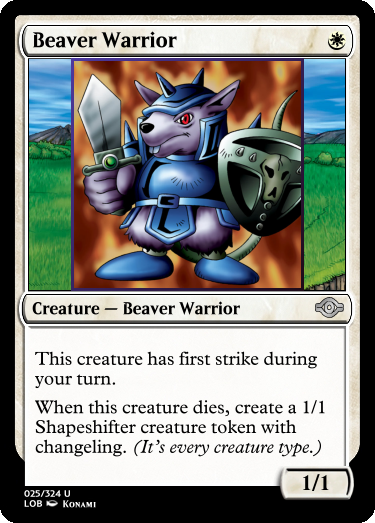 Beaver Warrior
Creature — Beaver Warrior
This creature has first strike during
your turn.
When this creature dies, create a 1/1
Shapeshifter creature token with
changeling. (It's every creature type.)
1/1
025/324 U
LOB Konami